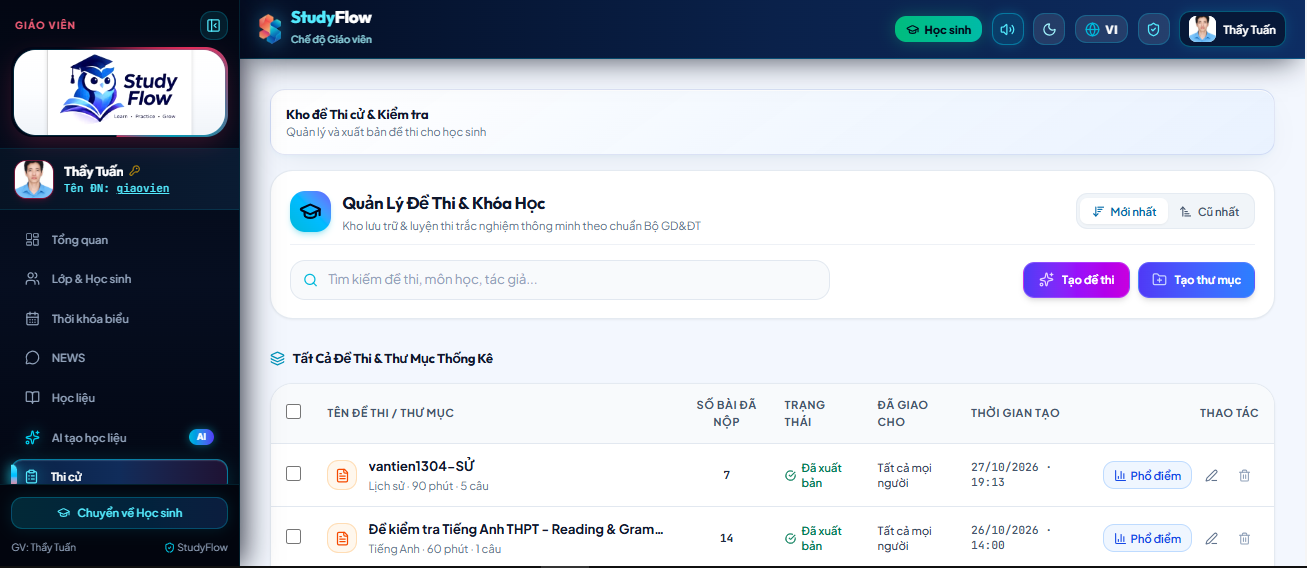 GIÁO VIÊN
Study
Flow
Learn • Practice • Grow
Thầy Tuấn
Tên ĐN: giaovien
Tổng quan
Lớp & Học sinh
Thời khóa biểu
NEWS
Học liệu
AI tạo học liệu AI
Thi cử
Chuyển về Học sinh
GV: Thầy Tuấn StudyFlow
StudyFlow
Chế độ Giáo viên
Học sinh VI Thầy Tuấn
Kho đề Thi cử & Kiểm tra
Quản lý và xuất bản đề thi cho học sinh
Quản Lý Đề Thi & Khóa Học
Kho lưu trữ & luyện thi trắc nghiệm thông minh theo chuẩn Bộ GD&ĐT
Mới nhất Cũ nhất
Tìm kiếm đề thi, môn học, tác giả...
Tạo đề thi Tạo thư mục
Tất Cả Đề Thi & Thư Mục Thống Kê
TÊN ĐỀ THI / THƯ MỤC
SỐ BÀI ĐÃ
NỘP
TRẠNG
THÁI
ĐÃ GIAO
CHO
THỜI GIAN TẠO
THAO TÁC
vantien1304-SỬ
Lịch sử · 90 phút · 5 câu
7
Đã xuất
bản
Tất cả mọi
người
27/10/2026 ·
19:13
Phổ điểm
Đề kiểm tra Tiếng Anh THPT - Reading & Gram...
Tiếng Anh · 60 phút · 1 câu
14
Đã xuất
bản
Tất cả mọi
người
26/10/2026 ·
14:00
Phổ điểm